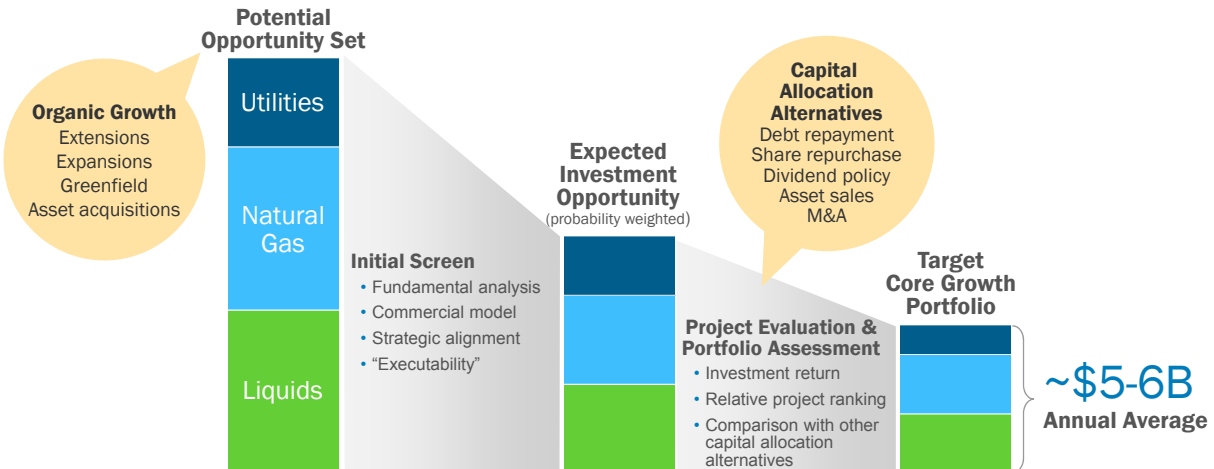 Potential
Opportunity Set
Organic Growth
Extensions
Expansions
Greenfield
Asset acquisitions
Utilities
Natural
Gas
Liquids
Initial Screen
• Fundamental analysis
• Commercial model
• Strategic alignment
• “Executability”
Expected
Investment
Opportunity
(probability weighted)
Capital
Allocation
Alternatives
Debt repayment
Share repurchase
Dividend policy
Asset sales
M&A
Project Evaluation &
Portfolio Assessment
• Investment return
• Relative project ranking
• Comparison with other
capital allocation
alternatives
Target
Core Growth
Portfolio
~$5-6B
Annual Average